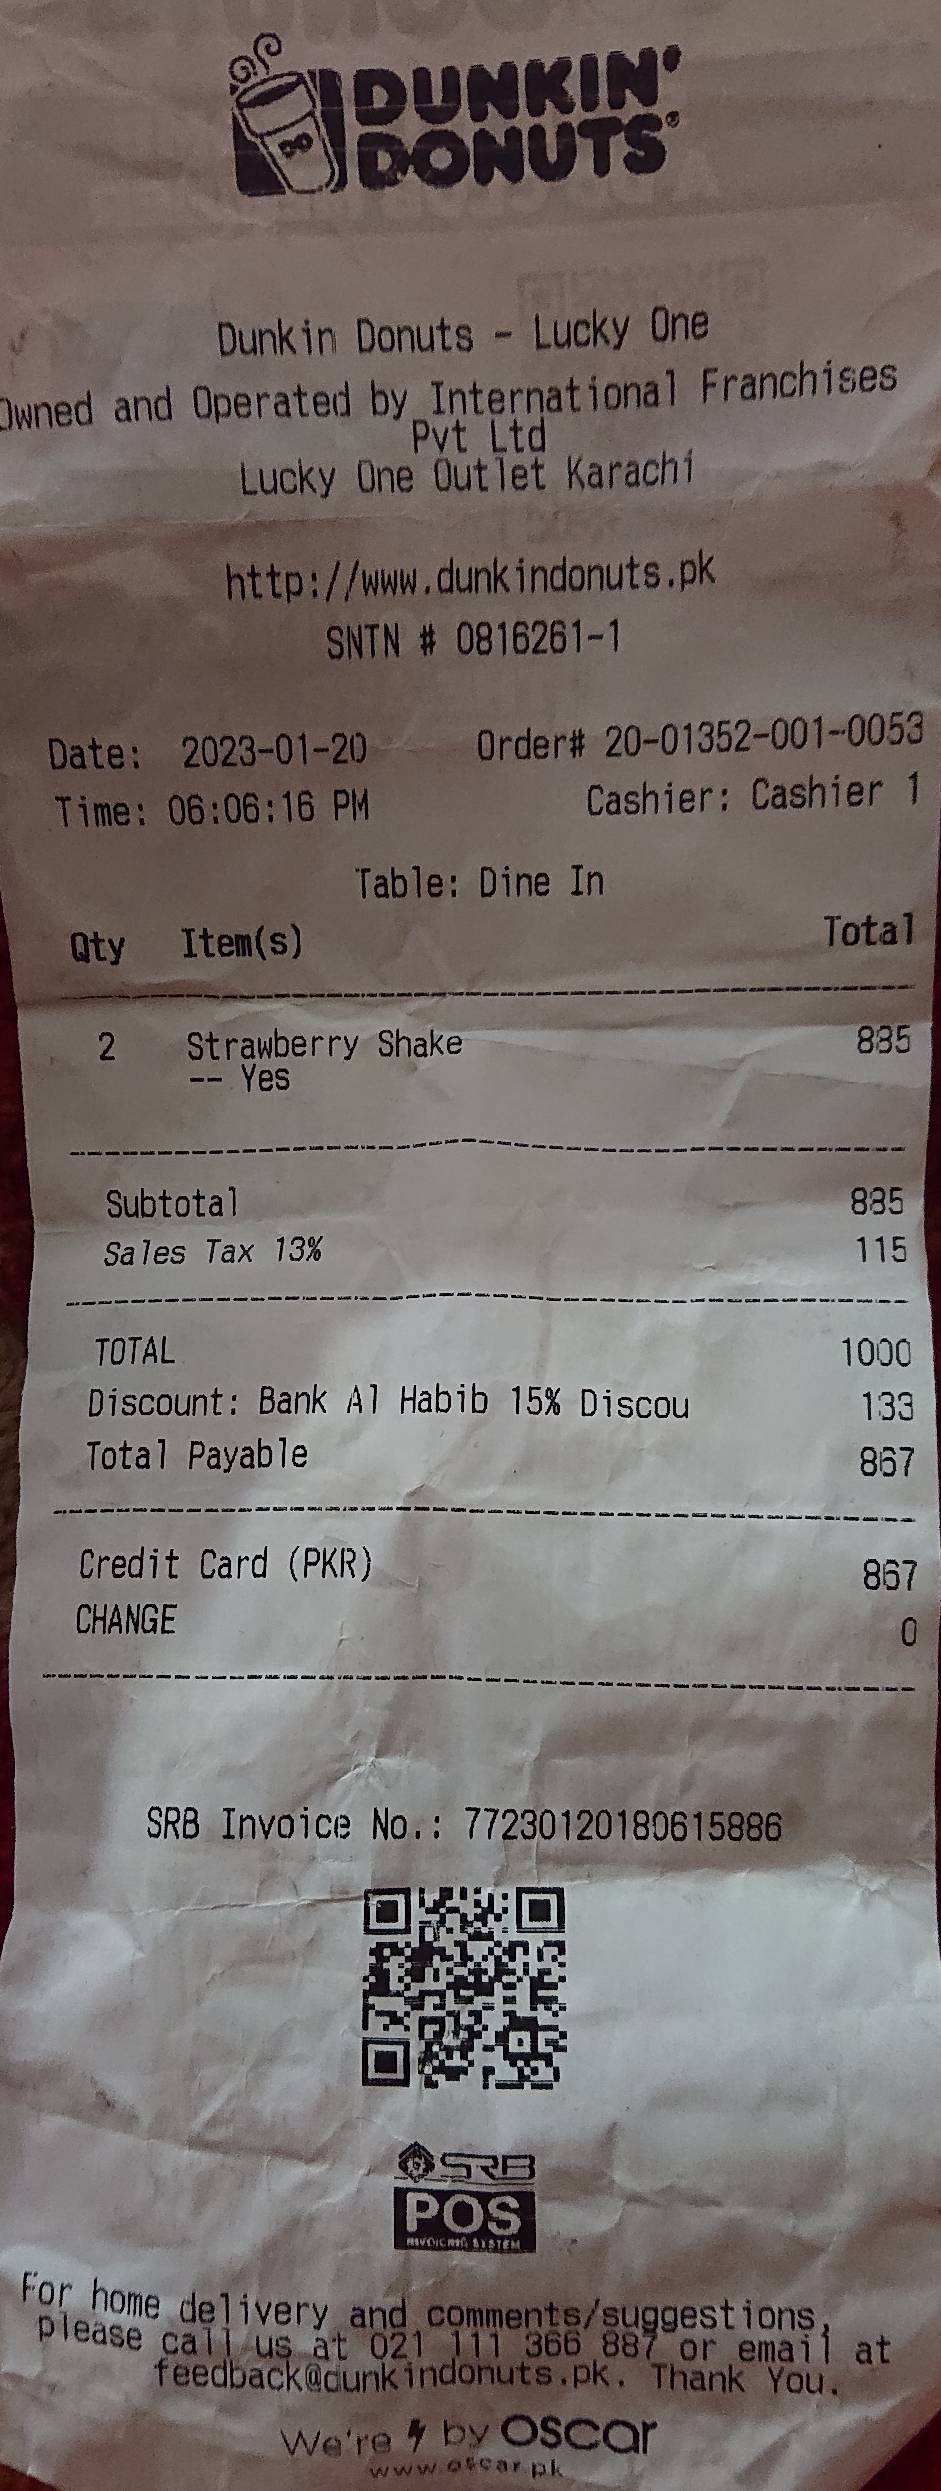 DUNKIN'
DONUTS®
Dunkin Donuts - Lucky One
Owned and Operated by International Franchises
Pvt Ltd
Lucky One Outlet Karachi
http://www.dunkindonuts.pk
SNTN # 0816261-1
Date: 2023-01-20 Order# 20-01352-001-0053
Time: 06:06:16 PM Cashier: Cashier 1
Table: Dine In
Qty Item(s) Total
2 Strawberry Shake 885
-- Yes
Subtotal 885
Sales Tax 13% 115
TOTAL 1000
Discount: Bank Al Habib 15% Discou 133
Total Payable 867
Credit Card (PKR) 867
CHANGE 0
SRB Invoice No.: 77230120180615886
SRB
POS
INVOICING SYSTEM
For home delivery and comments/suggestions,
please call us at 021 111 366 887 or email at
feedback@dunkindonuts.pk. Thank You.
We're by oscar
www.oscar.pk